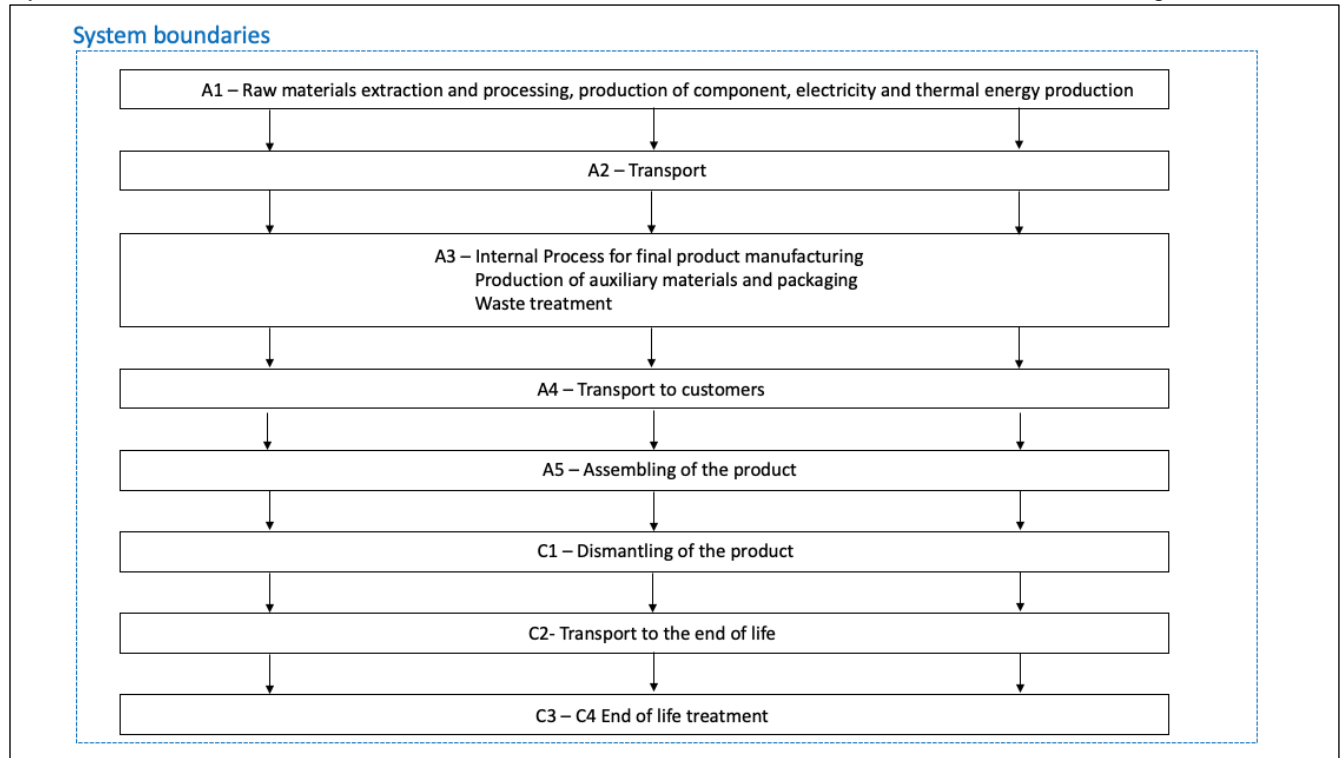 System boundaries
A1 – Raw materials extraction and processing, production of component, electricity and thermal energy production
A2 – Transport
A3 – Internal Process for final product manufacturing
Production of auxiliary materials and packaging
Waste treatment
A4 – Transport to customers
A5 – Assembling of the product
C1 – Dismantling of the product
C2- Transport to the end of life
C3 – C4 End of life treatment